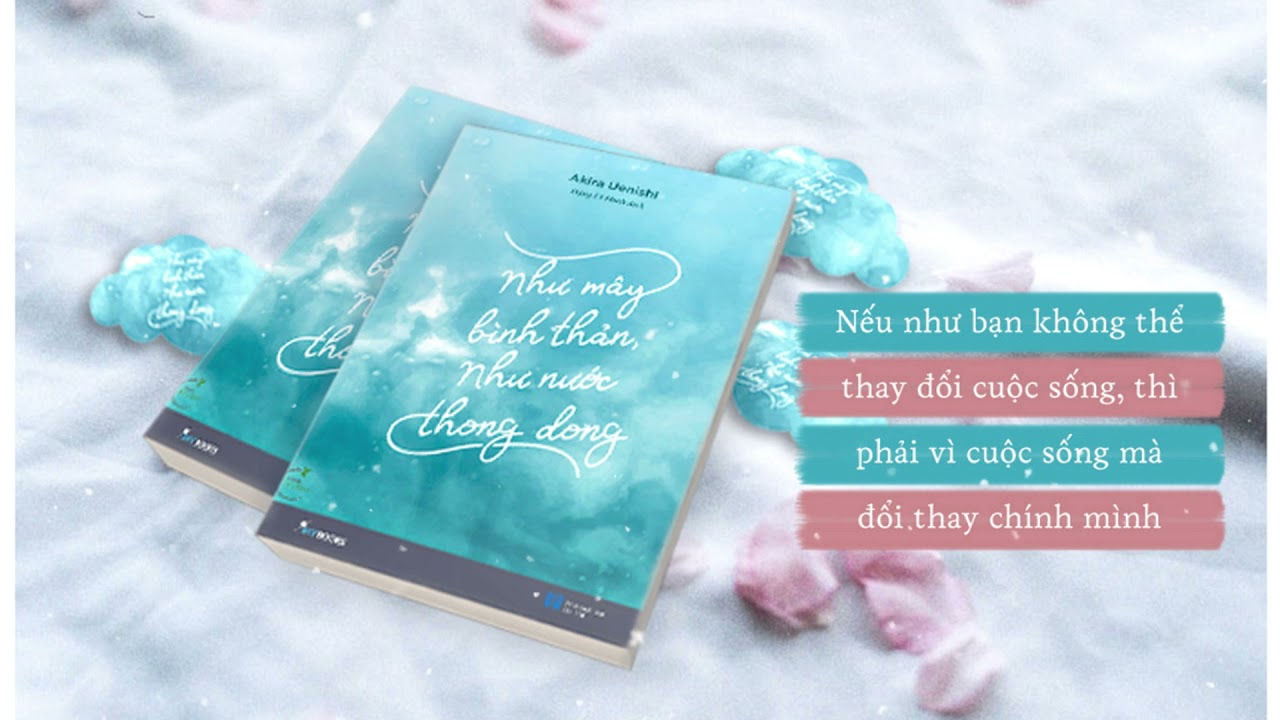 Akira Uenishi
Như mây
bình thản,
Như nước
thong dong
AZBOOKS
Nếu như bạn không thể
thay đổi cuộc sống, thì
phải vì cuộc sống mà
đổi thay chính mình